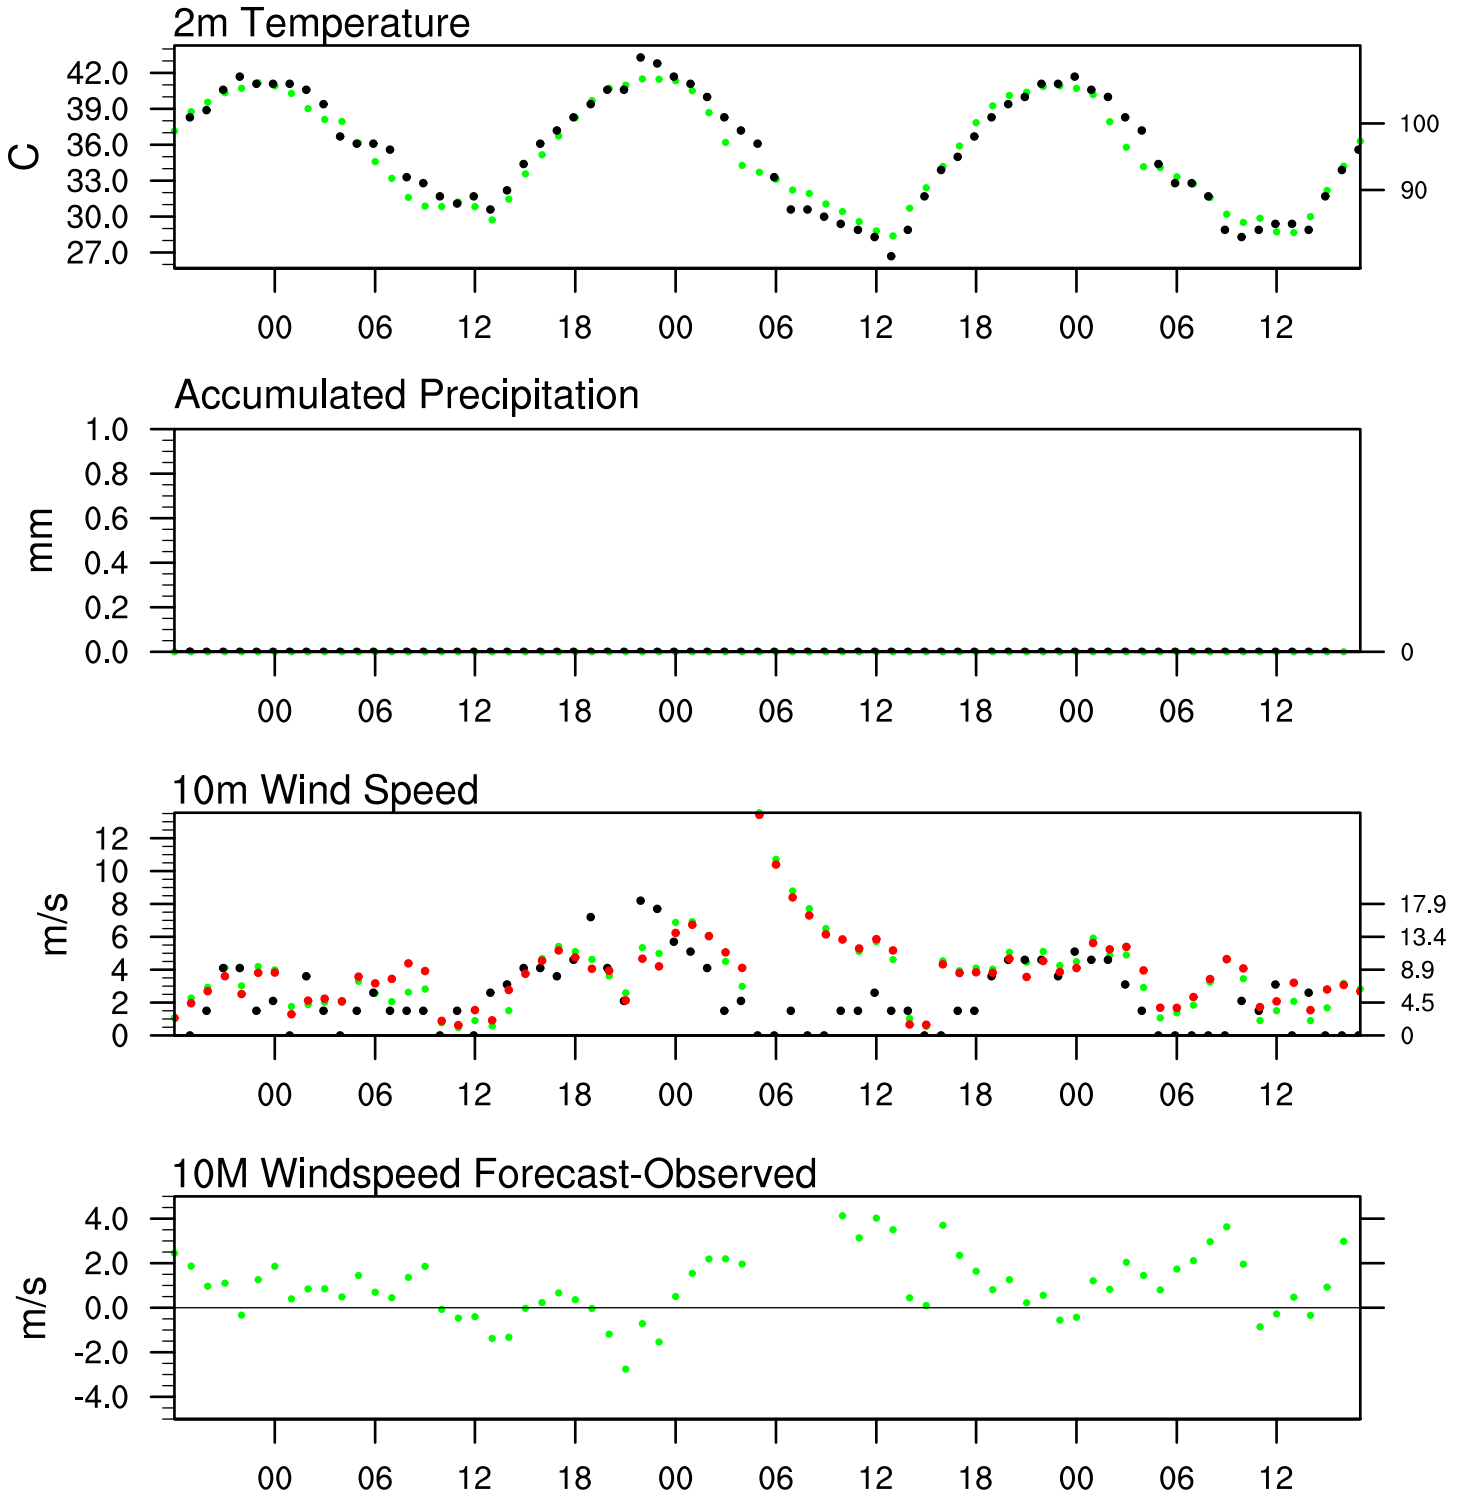 2m Temperature
42.0
39.0
36.0
33.0
30.0
27.0
C
100
90
00 06 12 18 00 06 12 18 00 06 12
Accumulated Precipitation
1.0
0.8
0.6
0.4
0.2
0.0
mm
0
00 06 12 18 00 06 12 18 00 06 12
10m Wind Speed
12
10
8
6
4
2
0
m/s
17.9
13.4
8.9
4.5
0
00 06 12 18 00 06 12 18 00 06 12
10M Windspeed Forecast-Observed
4.0
2.0
0.0
-2.0
-4.0
m/s
00 06 12 18 00 06 12 18 00 06 12